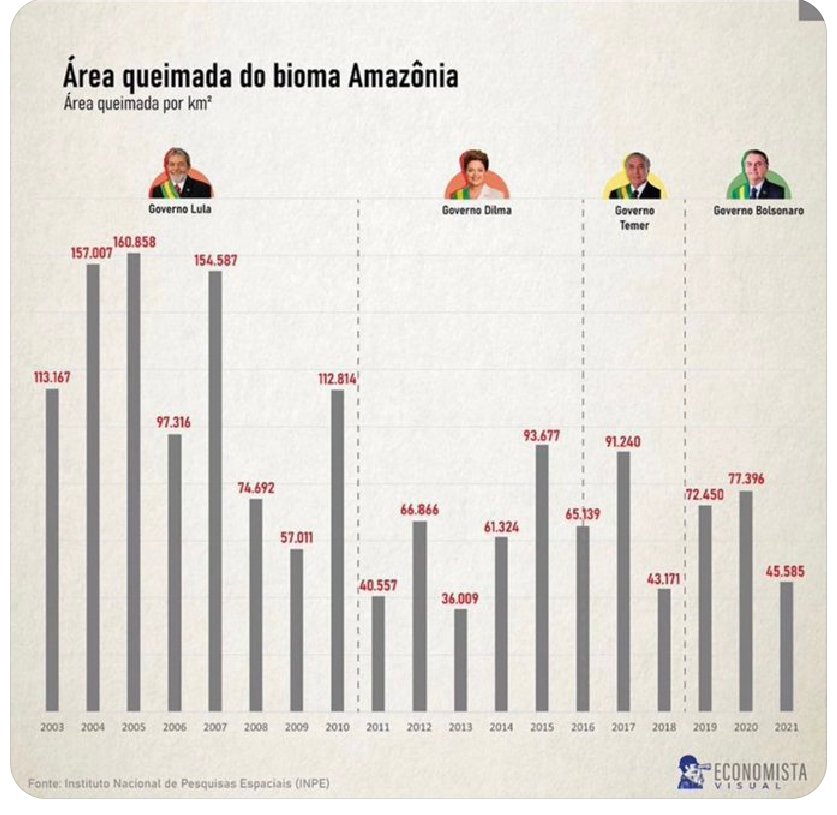 Área queimada do bioma Amazônia
Área queimada por km²
Governo Lula
Governo Dilma
Governo
Temer
Governo Bolsonaro
113.167
157.007
160.858
97.316
154.587
74.692
57.011
112.814
40.557
66.866
36.009
61.324
93.677
65.139
91.240
43.171
72.450
77.396
45.585
2003 2004 2005 2006 2007 2008 2009 2010 2011 2012 2013 2014 2015 2016 2017 2018 2019 2020 2021
Fonte: Instituto Nacional de Pesquisas Espaciais (INPE)
ECONOMISTA
VISUAL